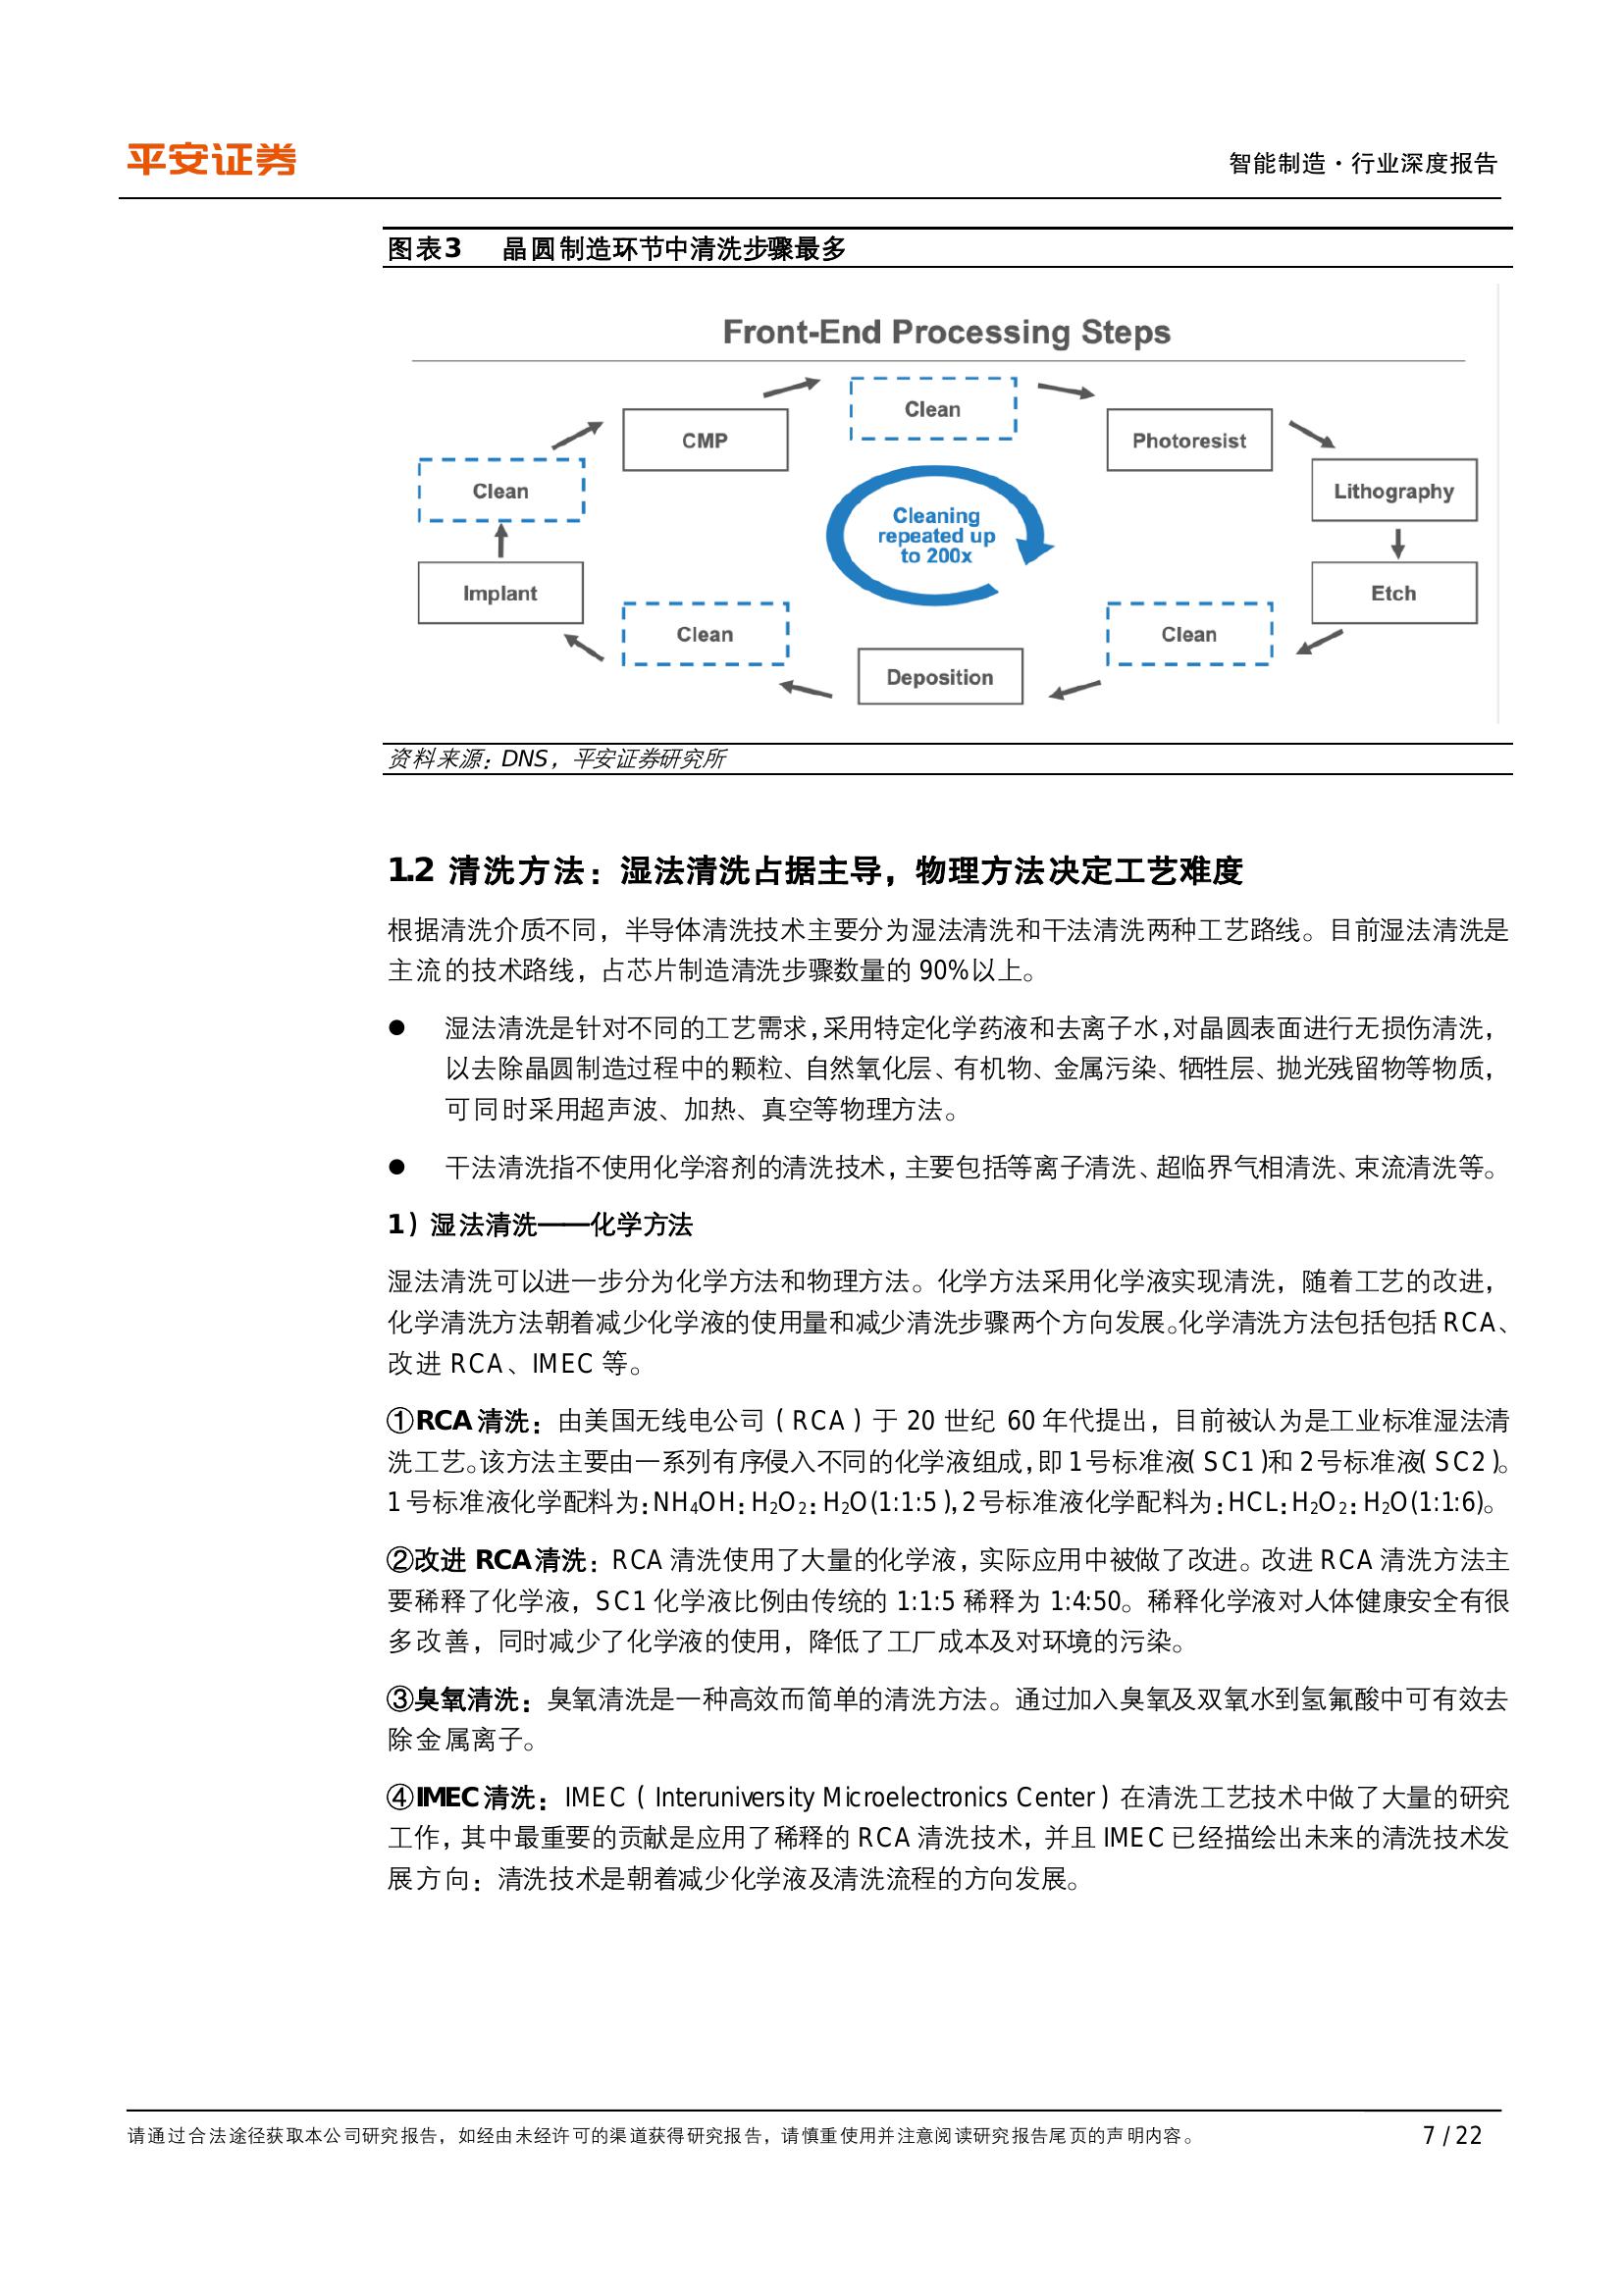 平安证券
智能制造·行业深度报告
图表3 晶圆制造环节中清洗步骤最多
Front-End Processing Steps
Clean
CMP
Photoresist
Clean
Lithography
Cleaning
repeated up
to 200x
Implant
Etch
Clean
Clean
Deposition
资料来源：DNS，平安证券研究所
1.2 清洗方法：湿法清洗占据主导，物理方法决定工艺难度
根据清洗介质不同，半导体清洗技术主要分为湿法清洗和干法清洗两种工艺路线。目前湿法清洗是
主流的技术路线，占芯片制造清洗步骤数量的 90%以上。
● 湿法清洗是针对不同的工艺需求，采用特定化学药液和去离子水，对晶圆表面进行无损伤清洗，
以去除晶圆制造过程中的颗粒、自然氧化层、有机物、金属污染、牺牲层、抛光残留物等物质，
可同时采用超声波、加热、真空等物理方法。
● 干法清洗指不使用化学溶剂的清洗技术，主要包括等离子清洗、超临界气相清洗、束流清洗等。
1）湿法清洗——化学方法
湿法清洗可以进一步分为化学方法和物理方法。化学方法采用化学液实现清洗，随着工艺的改进，
化学清洗方法朝着减少化学液的使用量和减少清洗步骤两个方向发展。化学清洗方法包括包括 RCA、
改进 RCA、IMEC 等。
①RCA 清洗：由美国无线电公司（RCA）于 20 世纪 60 年代提出，目前被认为是工业标准湿法清
洗工艺。该方法主要由一系列有序侵入不同的化学液组成，即 1 号标准液（SC1）和 2 号标准液（SC2）。
1 号标准液化学配料为：NH₄OH：H₂O₂：H₂O(1:1:5)，2 号标准液化学配料为：HCL：H₂O₂：H₂O(1:1:6)。
②改进 RCA 清洗：RCA 清洗使用了大量的化学液，实际应用中被做了改进。改进 RCA 清洗方法主
要稀释了化学液，SC1 化学液比例由传统的 1:1:5 稀释为 1:4:50。稀释化学液对人体健康安全有很
多改善，同时减少了化学液的使用，降低了工厂成本及对环境的污染。
③臭氧清洗：臭氧清洗是一种高效而简单的清洗方法。通过加入臭氧及双氧水到氢氟酸中可有效去
除金属离子。
④IMEC 清洗：IMEC（Interuniversity Microelectronics Center）在清洗工艺技术中做了大量的研究
工作，其中最重要的贡献是应用了稀释的 RCA 清洗技术，并且 IMEC 已经描绘出未来的清洗技术发
展方向：清洗技术是朝着减少化学液及清洗流程的方向发展。
请通过合法途径获取本公司研究报告，如经由未经许可的渠道获得研究报告，请慎重使用并注意阅读研究报告尾页的声明内容。
7 / 22